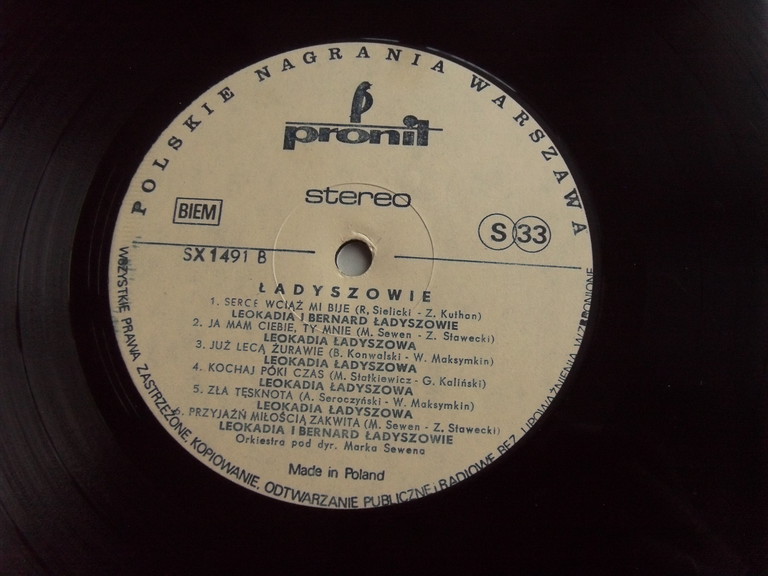 POLSKIE NAGRANIA WARSZAWA
pronit
stereo
BIEM
S 33
SX 1491 B
ŁADYSZOWIE
1. SERCE WCIĄŻ MI BIJE (R. Sielicki - Z. Kuthan)
LEOKADIA I BERNARD ŁADYSZOWIE
2. JA MAM CIEBIE, TY MNIE (M. Sewen - Z. Stawecki)
LEOKADIA ŁADYSZOWA
3. JUŻ LECĄ ŻURAWIE (B. Konwalski - W. Maksymkin)
LEOKADIA ŁADYSZOWA
4. KOCHAJ PÓKI CZAS (M. Statkiewicz - G. Kaliński)
LEOKADIA ŁADYSZOWA
5. ZŁA TĘSKNOTA (A. Seroczyński - W. Maksymkin)
LEOKADIA ŁADYSZOWA
6. PRZYJAŹŃ MIŁOŚCIĄ ZAKWITA (M. Sewen - Z. Stawecki)
LEOKADIA I BERNARD ŁADYSZOWIE
Orkiestra pod dyr. Marka Sewena
Made in Poland
WSZYSTKIE PRAWA ZASTRZEŻONE. KOPIOWANIE, ODTWARZANIE PUBLICZNE i RADIOWE BEZ UPOWAŻNIENIA WZBRONIONE